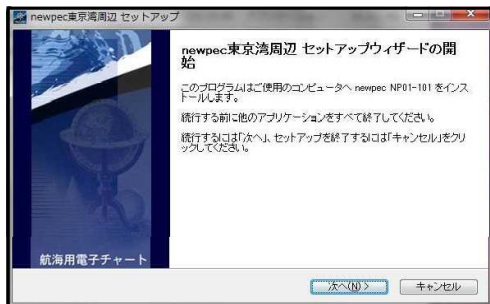 newpec東京湾周辺 セットアップ
newpec東京湾周辺 セットアップウィザードの開
始
このプログラムはご使用のコンピュータへ newpec NP01-101 をインス
トールします。
続行する前に他のアプリケーションをすべて終了してください。
続行するには「次へ」、セットアップを終了するには「キャンセル」をクリ
ックしてください。
航海用電子チャート
次へ(N) >
キャンセル